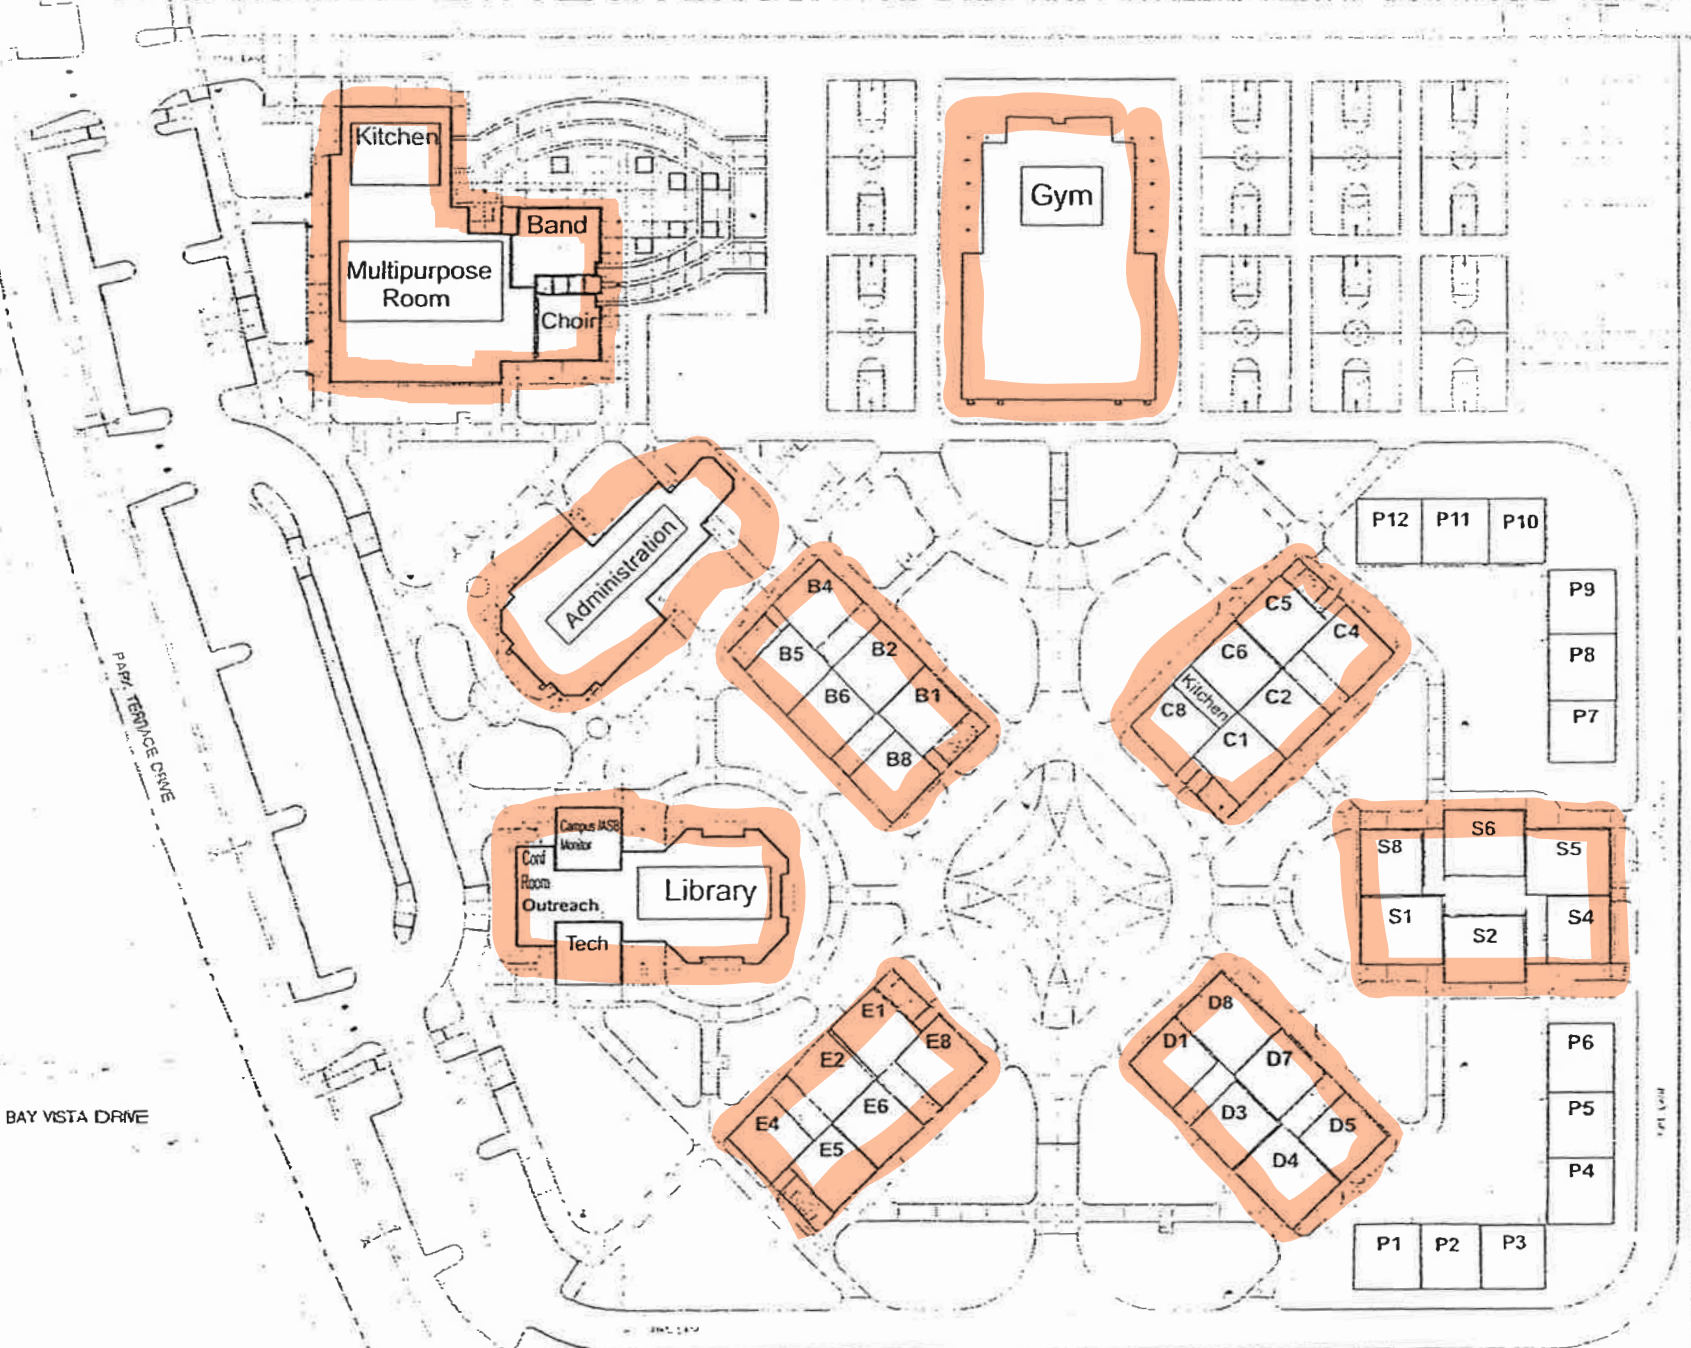 Kitchen
Band
Multipurpose
Room
Choir
Gym
Administration
P12
P11
P10
P9
P8
P7
B4
B5
B2
B6
B1
B8
C5
C4
C6
C2
Kitchen
C8
C1
PARK TERRACE DRIVE
Campus
Monitor
Conf
Room
Outreach
Library
Tech
S6
S8
S5
S1
S4
S2
E1
E8
E2
E6
E4
E5
D8
D1
D7
D3
D5
D4
BAY VISTA DRIVE
P6
P5
P4
P1
P2
P3